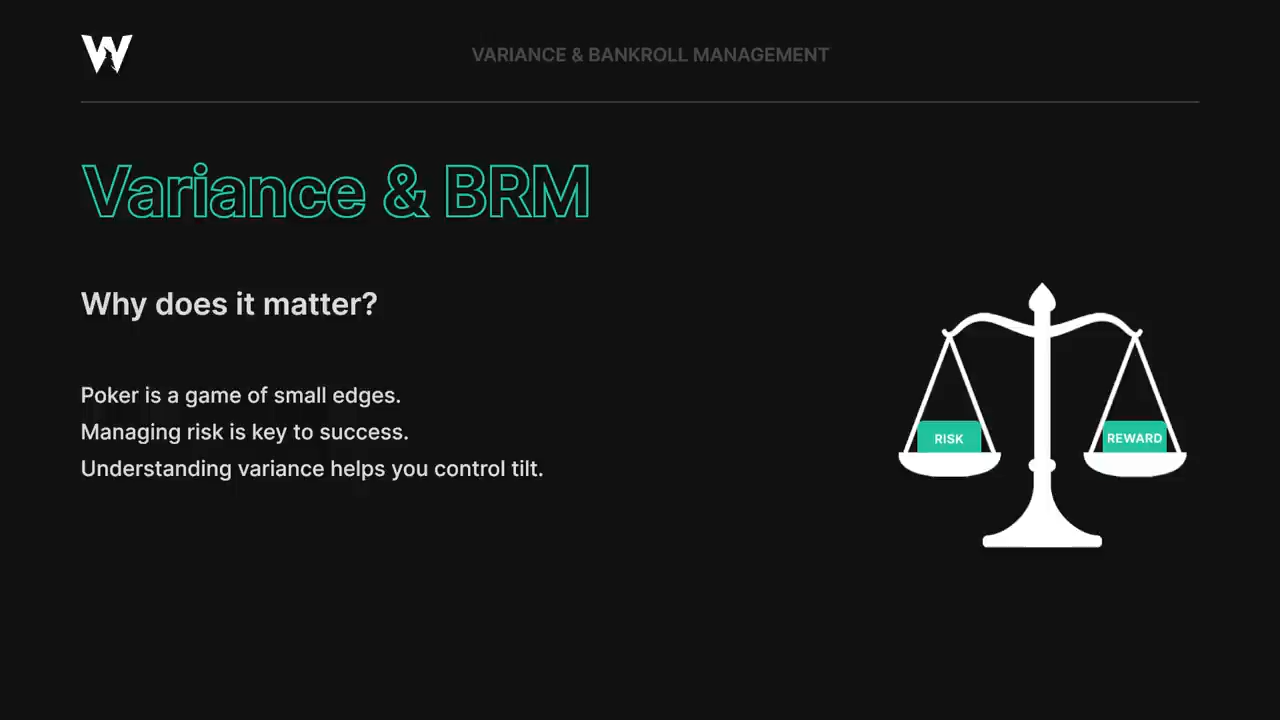 W
VARIANCE & BANKROLL MANAGEMENT
Variance & BRM
Why does it matter?
Poker is a game of small edges.
Managing risk is key to success.
Understanding variance helps you control tilt.
RISK
REWARD